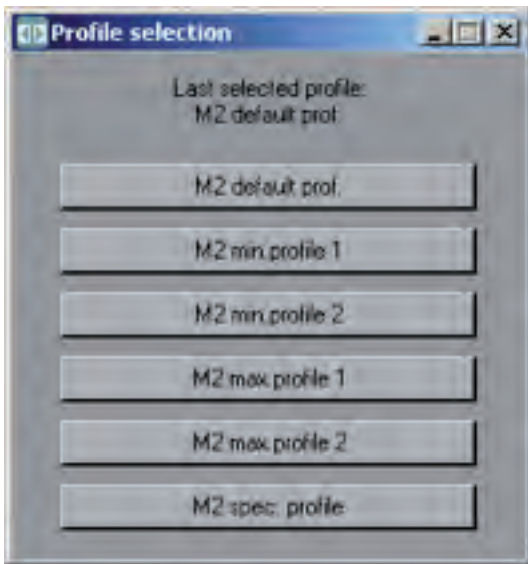 Profile selection
Last selected profile:
M2 default prof.
M2 default prof.
M2 min.profile 1
M2 min.profile 2
M2 max.profile 1
M2 max.profile 2
M2 spec. profile